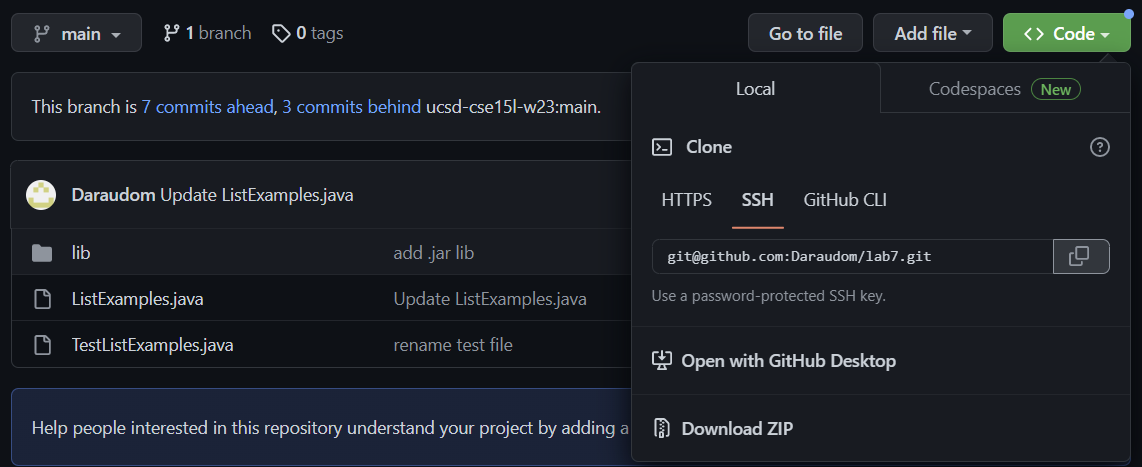 main
1 branch
0 tags
Go to file
Add file
<> Code
This branch is 7 commits ahead, 3 commits behind ucsd-cse15l-w23:main.
Daraudom Update ListExamples.java
lib
add .jar lib
ListExamples.java
Update ListExamples.java
TestListExamples.java
rename test file
Help people interested in this repository understand your project by adding a
Local
Codespaces New
Clone
HTTPS
SSH
GitHub CLI
git@github.com:Daraudom/lab7.git
Use a password-protected SSH key.
Open with GitHub Desktop
Download ZIP